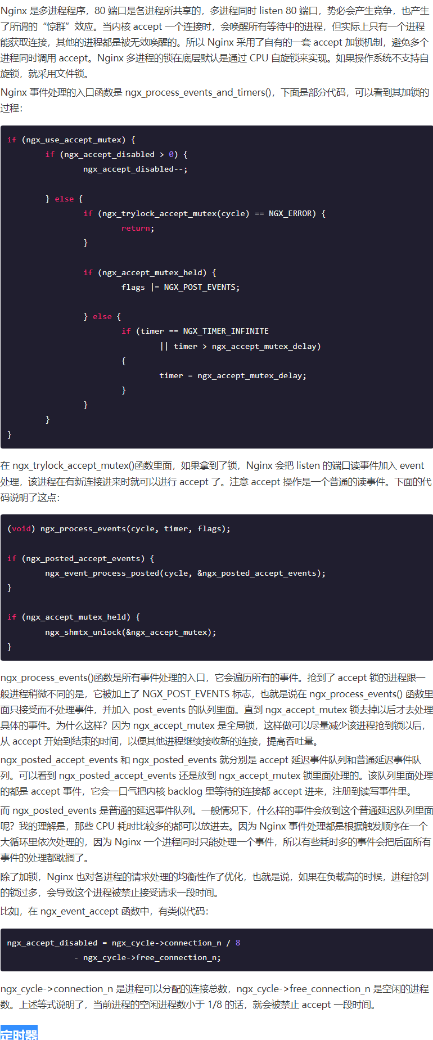 Nginx 是多进程程序，80 端口是各进程所共享的，多进程同时 listen 80 端口，势必会产生竞争，也产生
了所谓的“惊群”效应。当内核 accept 一个连接时，会唤醒所有等待中的进程，但实际上只有一个进程
能获取连接，其他的进程都是被无效唤醒的。所以 Nginx 采用了自有的一套 accept 加锁机制，避免多个
进程同时调用 accept。Nginx 多进程的锁在底层默认是通过 CPU 自旋锁来实现。如果操作系统不支持自
旋锁，就采用文件锁。
Nginx 事件处理的入口函数是 ngx_process_events_and_timers()，下面是部分代码，可以看到其加锁的
过程：
if (ngx_use_accept_mutex) {
if (ngx_accept_disabled > 0) {
ngx_accept_disabled--;
} else {
if (ngx_trylock_accept_mutex(cycle) == NGX_ERROR) {
return;
}
if (ngx_accept_mutex_held) {
flags |= NGX_POST_EVENTS;
} else {
if (timer == NGX_TIMER_INFINITE
|| timer > ngx_accept_mutex_delay)
{
timer = ngx_accept_mutex_delay;
}
}
}
}
在 ngx_trylock_accept_mutex()函数里面，如果拿到了锁，Nginx 会把 listen 的端口读事件加入 event
处理，该进程在有新连接进来时就可以进行 accept 了。注意 accept 操作是一个普通的读事件。下面的代
码说明了这点：
(void) ngx_process_events(cycle, timer, flags);
if (ngx_posted_accept_events) {
ngx_event_process_posted(cycle, &ngx_posted_accept_events);
}
if (ngx_accept_mutex_held) {
ngx_shmtx_unlock(&ngx_accept_mutex);
}
ngx_process_events()函数是所有事件处理的入口，它会遍历所有的事件。抢到了 accept 锁的进程跟一
般进程稍微不同的是，它被加上了 NGX_POST_EVENTS 标志，也就是说在 ngx_process_events() 函数里
面只接受而不处理事件，并加入 post_events 的队列里面。直到 ngx_accept_mutex 锁去掉以后才去处理
具体的事件。为什么这样？因为 ngx_accept_mutex 是全局锁，这样做可以尽量减少该进程抢到锁以后，
从 accept 开始到结束的时间，以便其他进程继续接收新的连接，提高吞吐量。
ngx_posted_accept_events 和 ngx_posted_events 就分别是 accept 延迟事件队列和普通延迟事件队
列。可以看到 ngx_posted_accept_events 还是放到 ngx_accept_mutex 锁里面处理的。该队列里面处理
的都是 accept 事件，它会一口气把内核 backlog 里等待的连接都 accept 进来，注册到读写事件里。
而 ngx_posted_events 是普通的延迟事件队列。一般情况下，什么样的事件会放到这个普通延迟队列里面
呢？我的理解是，那些 CPU 耗时比较多的都可以放进去。因为 Nginx 事件处理都是根据触发顺序在一个
大循环里依次处理的，因为 Nginx 一个进程同时只能处理一个事件，所以有些耗时多的事件会把后面所有
事件的处理都耽搁了。
除了加锁，Nginx 也对各进程的请求处理的均衡性作了优化，也就是说，如果在负载高的时候，进程抢到
的锁过多，会导致这个进程被禁止接受请求一段时间。
比如，在 ngx_event_accept 函数中，有类似代码：
ngx_accept_disabled = ngx_cycle->connection_n / 8
- ngx_cycle->free_connection_n;
ngx_cycle->connection_n 是进程可以分配的连接总数，ngx_cycle->free_connection_n 是空闲的进程
数。上述等式说明了，当前进程的空闲进程数小于 1/8 的话，就会被禁止 accept 一段时间。
定时器